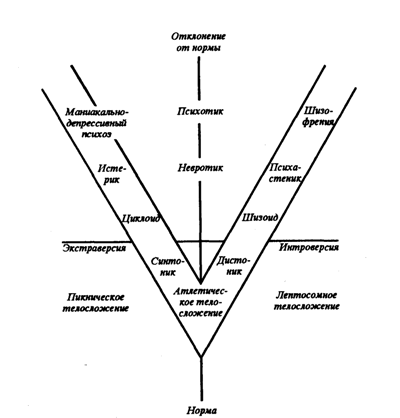 Отклонение
от нормы
Маниакально-
депрессивный
психоз
Психотик
Шизо-
френия
Исте-
рик
Невротик
Психа-
стеник
Циклоид
Шизоид
Экстраверсия
Интроверсия
Синто-
ник
Дисто-
ник
Пикническое
телосложение
Атлетичес-
кое тело-
сложение
Лептосомное
телосложение
Норма